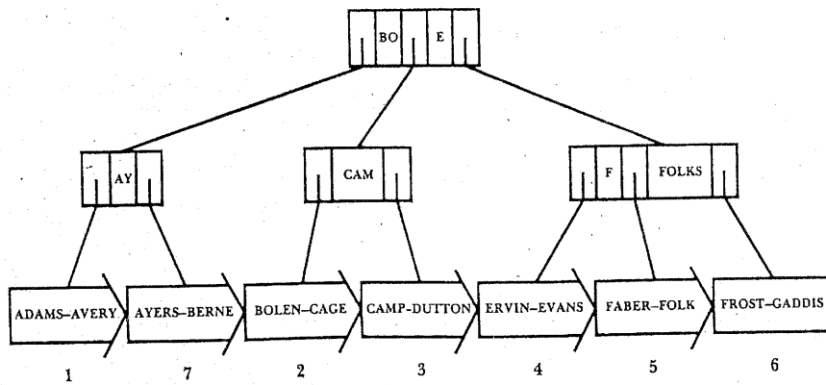 BO E
AY CAM F FOLKS
ADAMS–AVERY AYERS–BERNE BOLEN–CAGE CAMP-DUTTON ERVIN–EVANS FABER–FOLK FROST–GADDIS
1 7 2 3 4 5 6